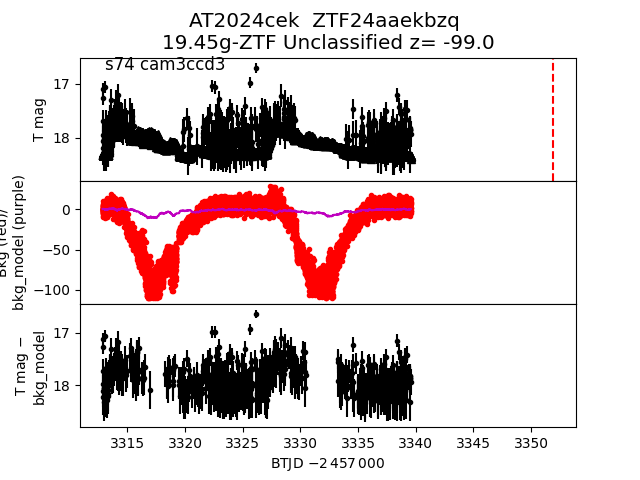 AT2024cek  ZTF24aaekbzq
19.45g-ZTF Unclassified z= -99.0
s74 cam3ccd3
T mag
17
18
Bkg (red)/
bkg_model (purple)
0
−50
−100
T mag −
bkg_model
17
18
3315 3320 3325 3330 3335 3340 3345 3350
BTJD −2 457 000